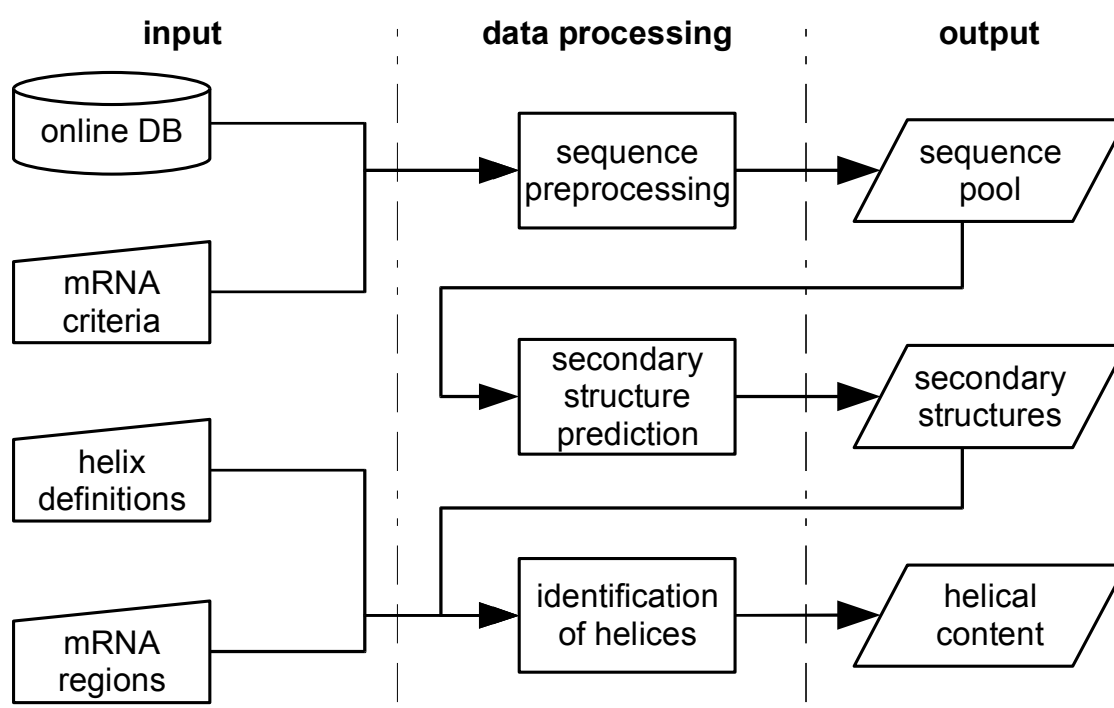 input
data processing
output
online DB
sequence
preprocessing
sequence
pool
mRNA
criteria
secondary
structure
prediction
secondary
structures
helix
definitions
identification
of helices
helical
content
mRNA
regions